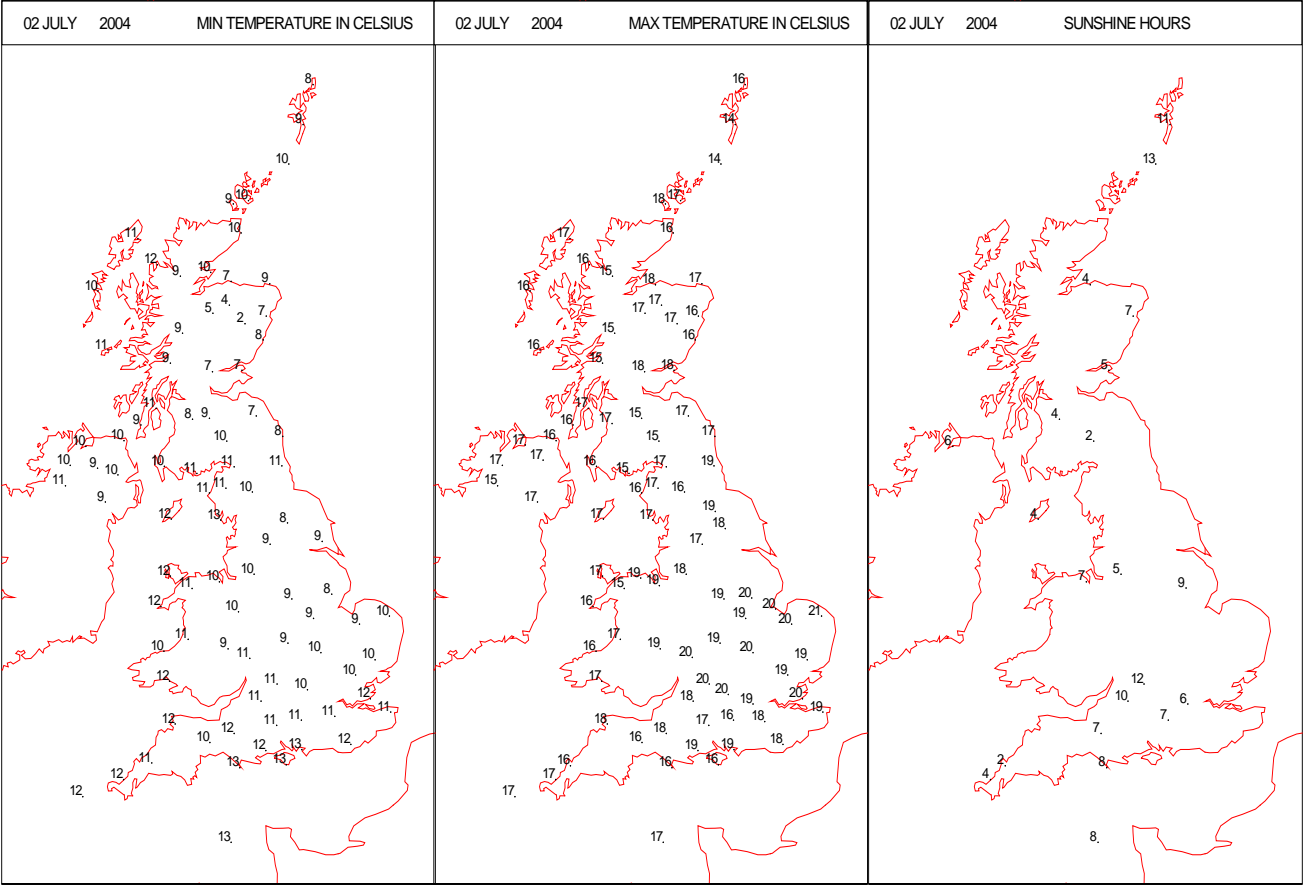 02 JULY 2004 MIN TEMPERATURE IN CELSIUS
8.
9.
10.
9. 10.
11. 10.
12. 9. 10.
7. 9.
10.
4.
5. 7.
2.
9. 8.
11.
9. 7. 7.
11.
8. 9. 7.
9.
10. 10. 10. 8.
10. 9. 10. 11. 11.
10. 11.
11. 11. 11. 10.
9.
12. 13. 8.
9. 9.
12. 10. 10.
11. 8.
12. 10. 9.
9. 9. 10.
11.
10. 9. 9. 10.
11. 10.
12. 11. 10. 10.
11. 12.
11. 11.
12. 11. 11.
10. 12.
12. 13. 12.
11. 13. 13.
12.
12.
13.
02 JULY 2004 MAX TEMPERATURE IN CELSIUS
16.
14.
14.
18. 17.
17. 16.
16. 15.
18. 17.
16.
17.
17. 16.
17.
15. 16.
16.
15. 18. 18.
17.
17. 15. 17.
16.
17. 16. 15. 17.
17. 17. 16. 17. 17.
15.
15. 16. 17. 16.
17.
17. 17. 19. 18.
17.
17. 19. 18.
15. 19.
16. 19. 20. 20.
19. 20. 21.
17.
16. 19. 19. 20.
20. 19.
17. 20. 19.
18. 20. 19. 20.
19.
18. 17. 16. 18.
16. 18.
19. 19. 18.
16. 16. 16.
17.
17.
17.
02 JULY 2004 SUNSHINE HOURS
11.
13.
4.
7.
5.
4.
6. 2.
4.
7. 5.
9.
12.
10. 6.
7.
7.
2. 8.
4.
8.